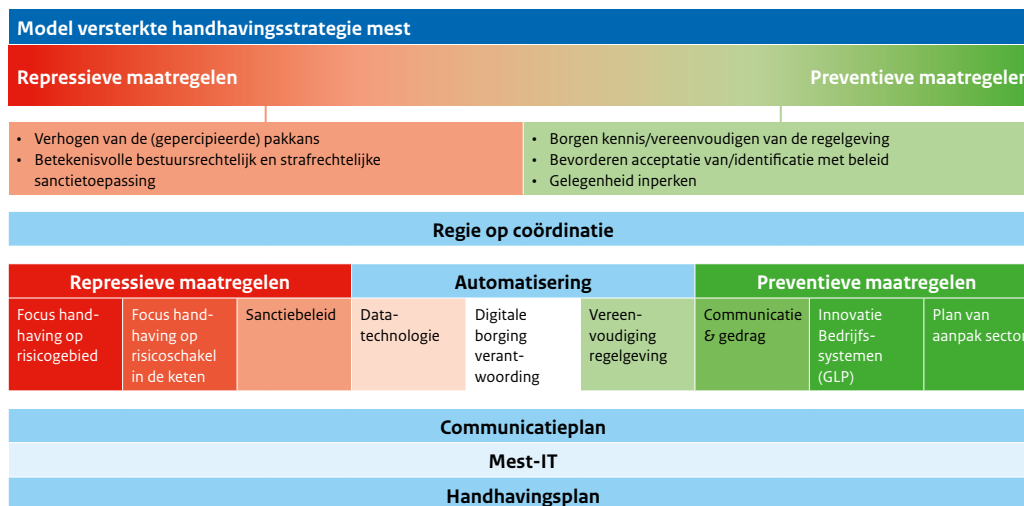 Model versterkte handhavingsstrategie mest
Repressieve maatregelen
Preventieve maatregelen
• Verhogen van de (gepercipieerde) pakkans
• Betekenisvolle bestuursrechtelijk en strafrechtelijke
sanctietoepassing
• Borgen kennis/vereenvoudigen van de regelgeving
• Bevorderen acceptatie van/identificatie met beleid
• Gelegenheid inperken
Regie op coördinatie
Repressieve maatregelen
Automatisering
Preventieve maatregelen
Focus hand-
having op
risicogebied
Focus hand-
having op
risicoschakel
in de keten
Sanctiebeleid
Data-
technologie
Digitale
borging
verant-
woording
Vereen-
voudiging
regelgeving
Communicatie
& gedrag
Innovatie
Bedrijfs-
systemen
(GLP)
Plan van
aanpak sector
Communicatieplan
Mest-IT
Handhavingsplan